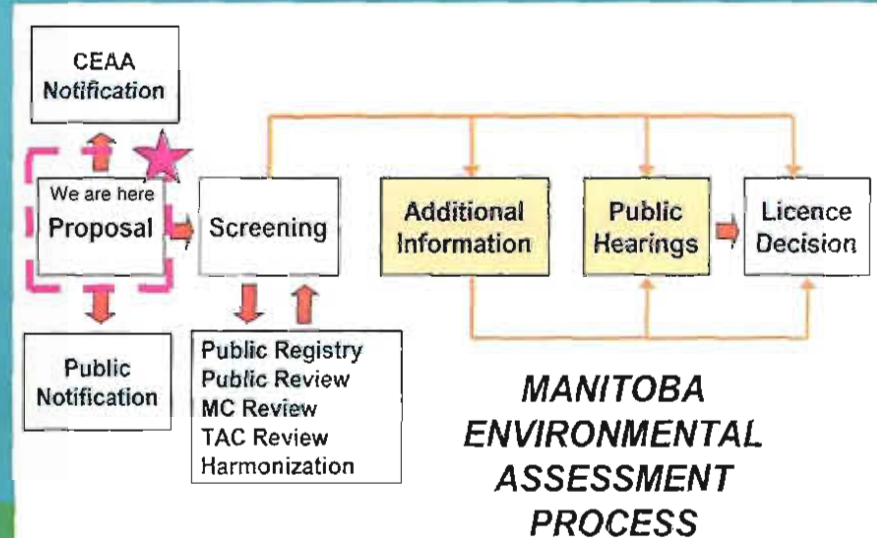 CEAA
Notification
We are here
Proposal
Screening
Additional
Information
Public
Hearings
Licence
Decision
Public
Notification
Public Registry
Public Review
MC Review
TAC Review
Harmonization
MANITOBA
ENVIRONMENTAL
ASSESSMENT
PROCESS